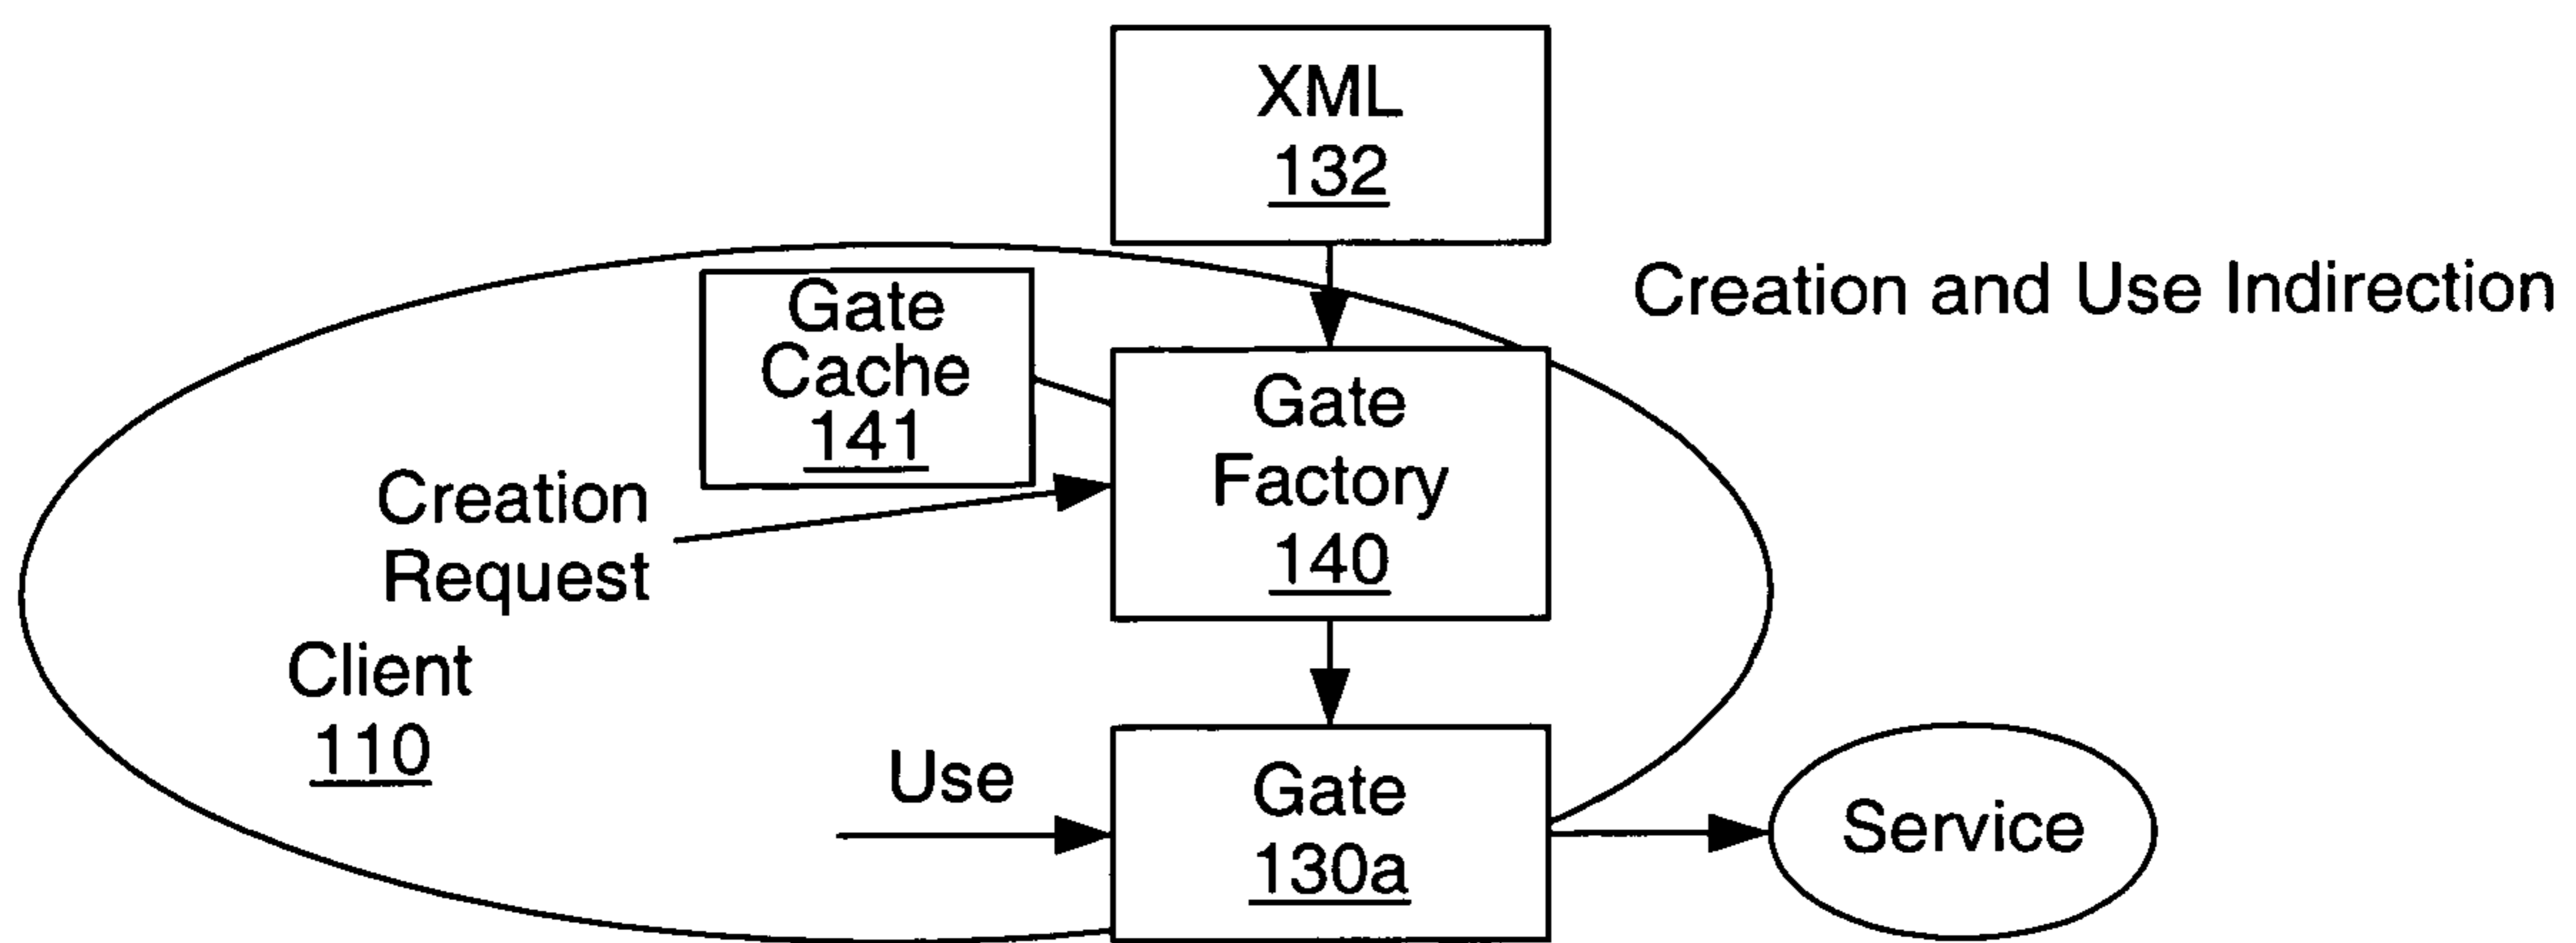 XML
132
Creation and Use Indirection
Gate
Cache
141
Gate
Factory
140
Creation
Request
Client
110
Use
Gate
130a
Service